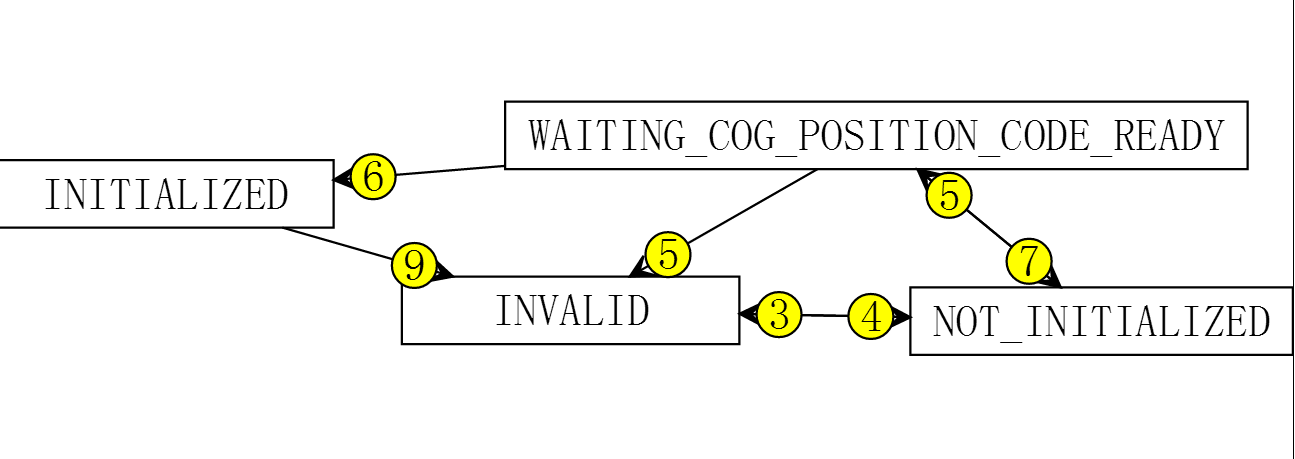 WAITING_COG_POSITION_CODE_READY
6
INITIALIZED
5
5
9
7
INVALID
3
4
NOT_INITIALIZED